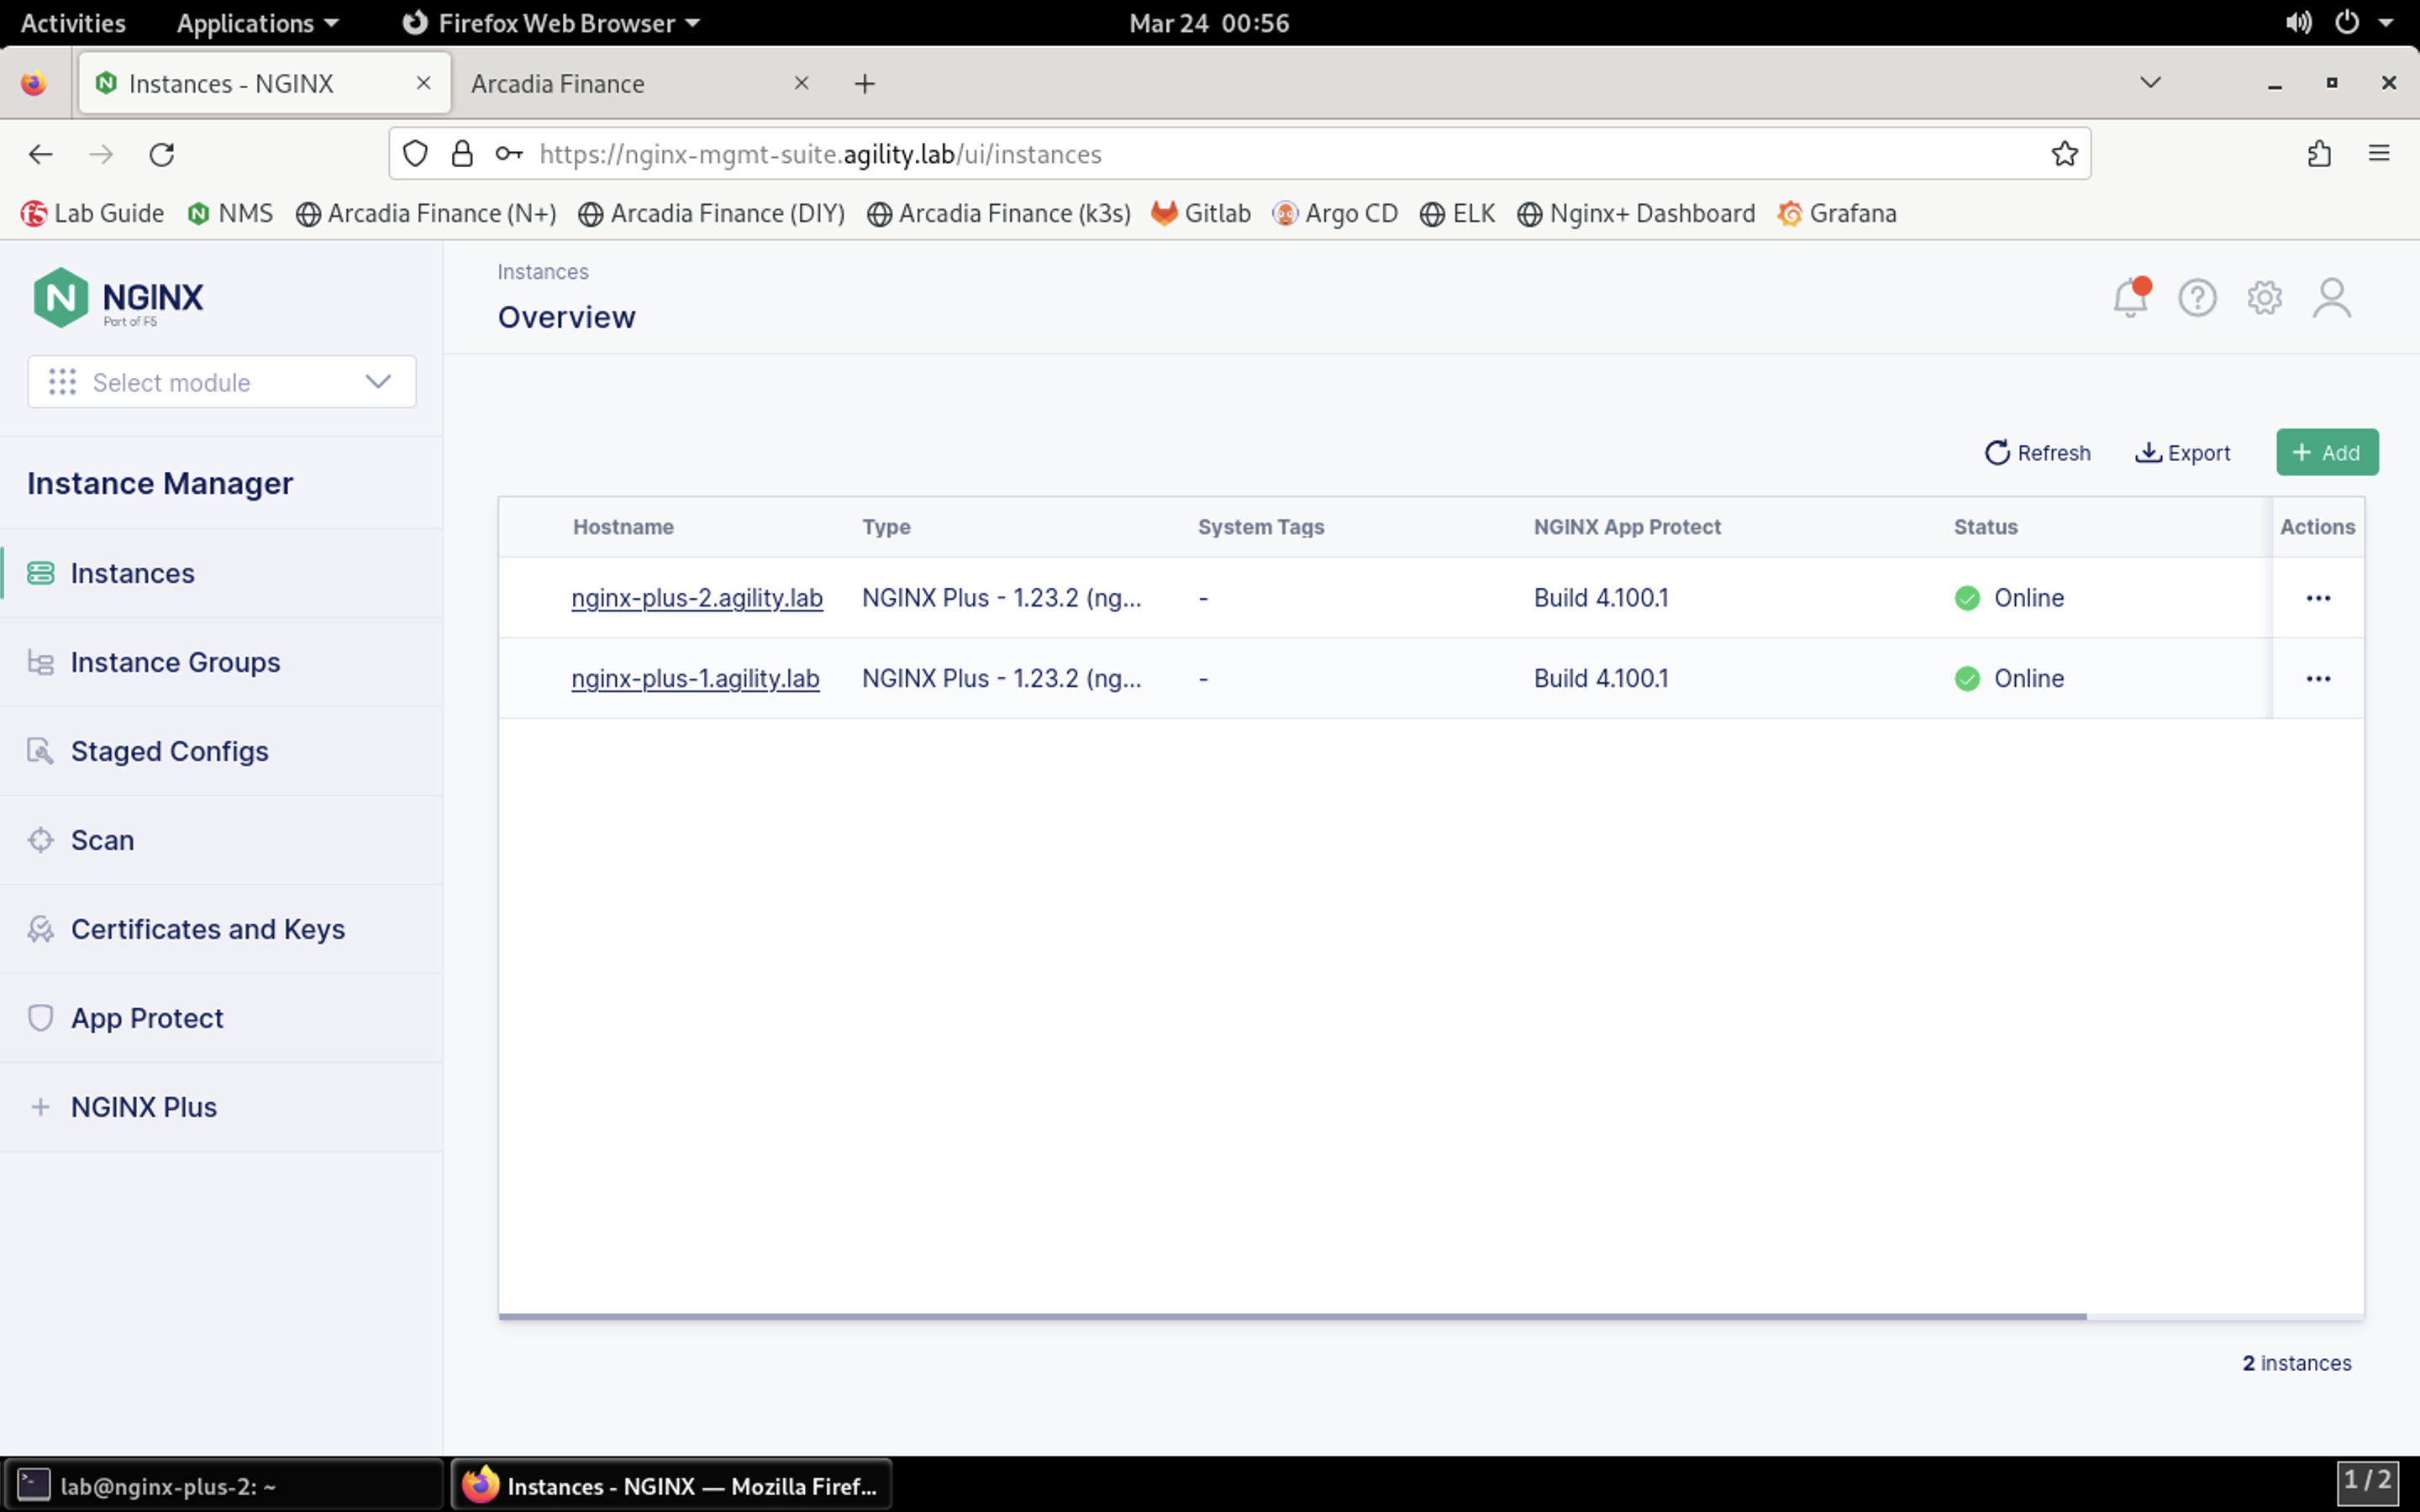 Activities Applications Firefox Web Browser Mar 24 00:56
Instances - NGINX Arcadia Finance
https://nginx-mgmt-suite.agility.lab/ui/instances
Lab Guide NMS Arcadia Finance (N+) Arcadia Finance (DIY) Arcadia Finance (k3s) Gitlab Argo CD ELK Nginx+ Dashboard Grafana
NGINX
Part of F5
Select module
Instance Manager
Instances
Instance Groups
Staged Configs
Scan
Certificates and Keys
App Protect
NGINX Plus
Instances
Overview
Refresh Export + Add
Hostname Type System Tags NGINX App Protect Status Actions
nginx-plus-2.agility.lab NGINX Plus - 1.23.2 (ng... - Build 4.100.1 Online ...
nginx-plus-1.agility.lab NGINX Plus - 1.23.2 (ng... - Build 4.100.1 Online ...
2 instances
lab@nginx-plus-2: ~ Instances - NGINX — Mozilla Firef... 1 / 2